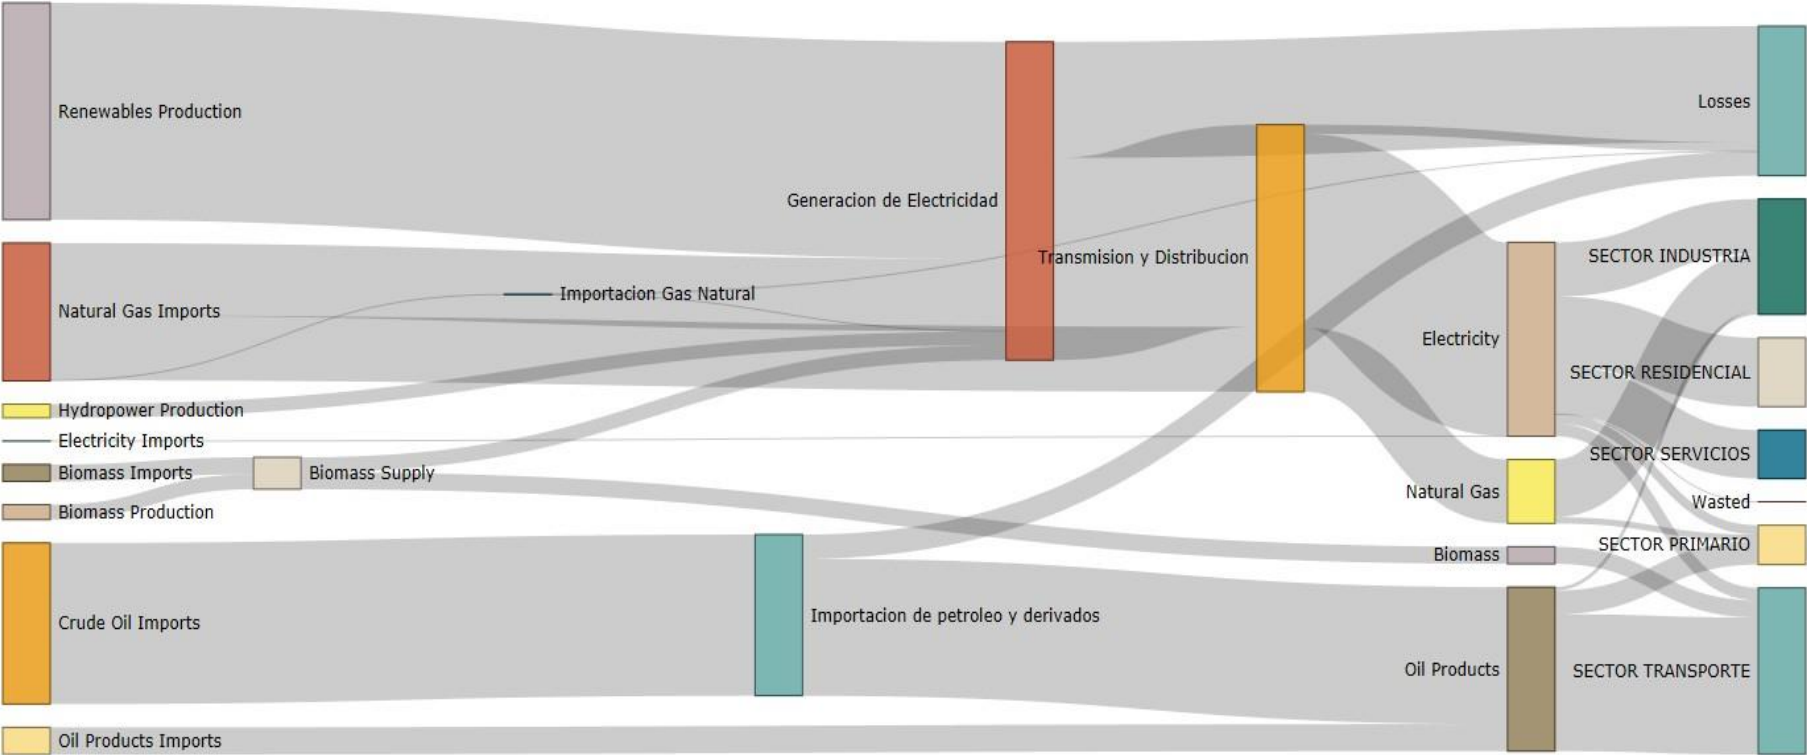 Renewables Production
Natural Gas Imports
Hydropower Production
Electricity Imports
Biomass Imports
Biomass Production
Crude Oil Imports
Oil Products Imports
Biomass Supply
Importacion Gas Natural
Importacion de petroleo y derivados
Generacion de Electricidad
Transmision y Distribucion
Electricity
Natural Gas
Biomass
Oil Products
Losses
SECTOR INDUSTRIA
SECTOR RESIDENCIAL
SECTOR SERVICIOS
Wasted
SECTOR PRIMARIO
SECTOR TRANSPORTE